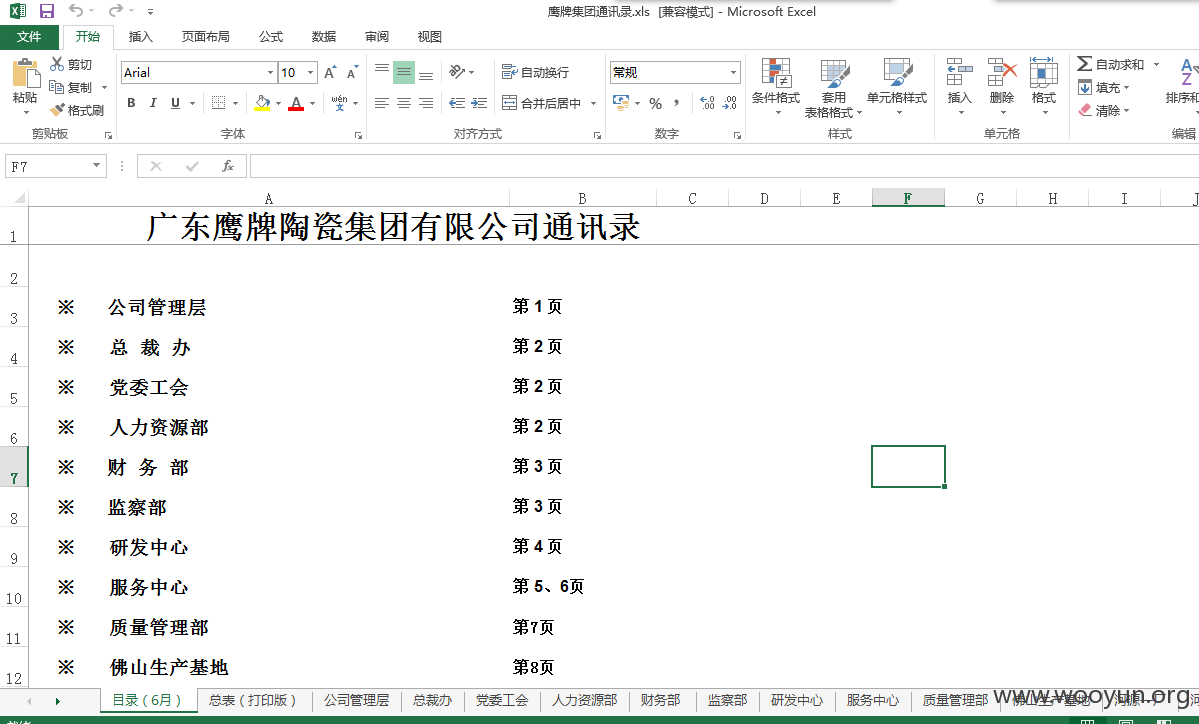 鹰牌集团通讯录.xls [兼容模式] - Microsoft Excel
文件 开始 插入 页面布局 公式 数据 审阅 视图
剪切
复制
格式刷
粘贴
剪贴板
Arial 10
B I U wén 文
字体
自动换行
合并后居中
对齐方式
常规
% ,
数字
条件格式 套用 表格格式 单元格样式
样式
插入 删除 格式
单元格
Σ 自动求和
填充
清除
排序和
编辑
F7 fx
A B C D E F G H I J
1 广东鹰牌陶瓷集团有限公司通讯录
2
3 ※ 公司管理层 第 1 页
4 ※ 总 裁 办 第 2 页
5 ※ 党委工会 第 2 页
6 ※ 人力资源部 第 2 页
7 ※ 财 务 部 第 3 页
8 ※ 监察部 第 3 页
9 ※ 研发中心 第 4 页
10 ※ 服务中心 第 5、6页
11 ※ 质量管理部 第7页
12 ※ 佛山生产基地 第8页
目录（6月） 总表（打印版） 公司管理层 总裁办 党委工会 人力资源部 财务部 监察部 研发中心 服务中心 质量管理部 佛山生产基地
www.wooyun.org